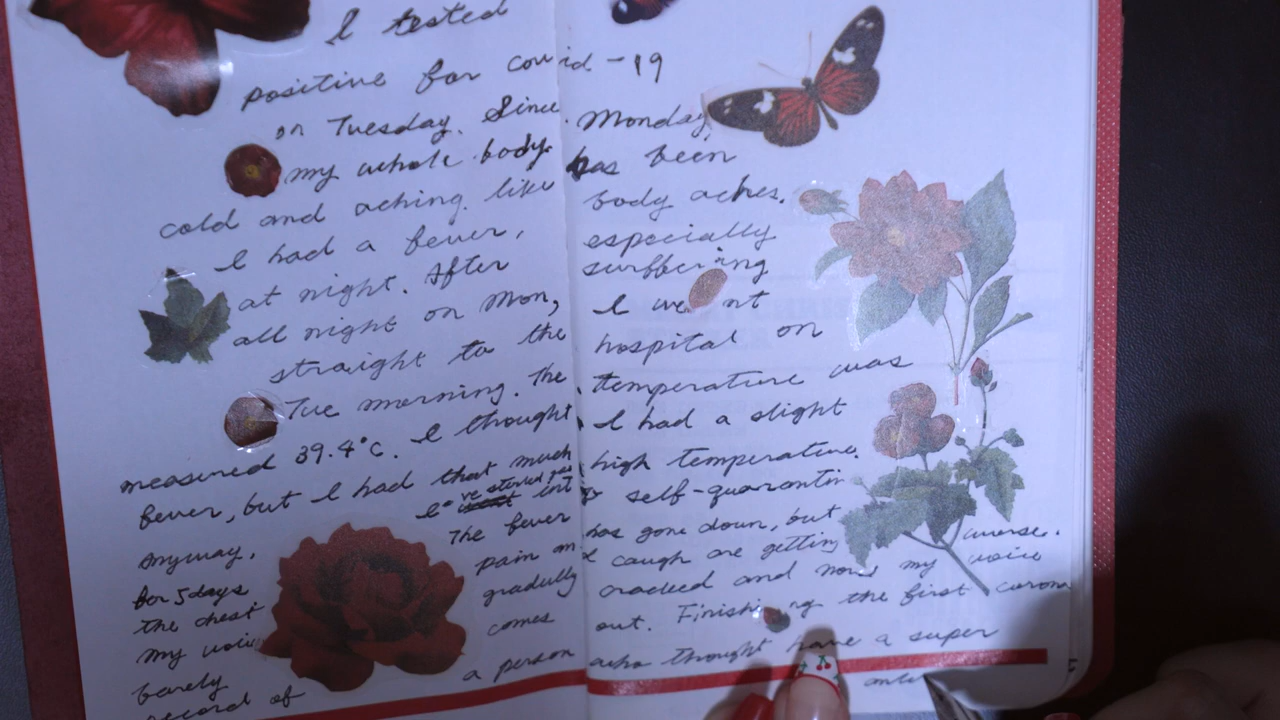 I tested
positive for covid-19
on Tuesday. Since Monday,
my whole body has been
cold and aching like body aches.
I had a fever, especially
at night. After suffering
all night on Mon, I went
straight to the hospital on
Tue morning. The temperature was
measured 39.4°C. I thought I had a slight
fever, but I had that much high temperature.
Anyway, I've started self-quarantin
for 5 days The fever has gone down, but
the chest pain and caugh are getting worse.
My voice gradully cracked and now my voice
barely comes out. Finishing the first corona
record of a person who thought have a super